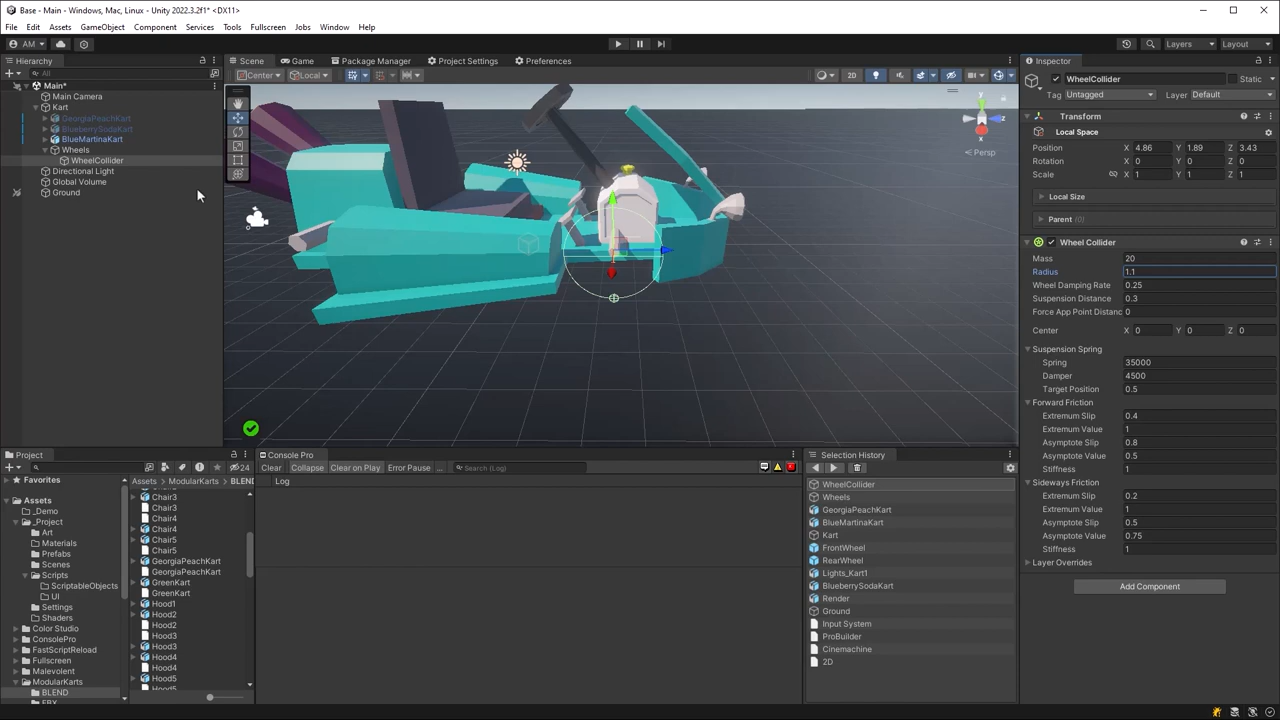 Base - Main - Windows, Mac, Linux - Unity 2022.3.2f1* <DX11>
File Edit Assets GameObject Component Services Tools Fullscreen Jobs Window Help
AM Layers Layout
Hierarchy
All
Main*
Main Camera
Kart
GeorgiaPeachKart
BlueberrySodaKart
BlueMartinaKart
Wheels
WheelCollider
Directional Light
Global Volume
Ground
Scene Game Package Manager Project Settings Preferences
Center Local 2D
y
z
Persp
Inspector
WheelCollider Static
Tag Untagged Layer Default
Transform
Local Space
Position X 4.86 Y 1.89 Z 3.43
Rotation X 0 Y 0 Z 0
Scale X 1 Y 1 Z 1
Local Size
Parent (0)
Wheel Collider
Mass 20
Radius 1.1
Wheel Damping Rate 0.25
Suspension Distance 0.3
Force App Point Distanc 0
Center X 0 Y 0 Z 0
Suspension Spring
Spring 35000
Damper 4500
Target Position 0.5
Forward Friction
Extremum Slip 0.4
Extremum Value 1
Asymptote Slip 0.8
Asymptote Value 0.5
Stiffness 1
Sideways Friction
Extremum Slip 0.2
Extremum Value 1
Asymptote Slip 0.5
Asymptote Value 0.75
Stiffness 1
Layer Overrides
Add Component
Project
24
Favorites
Assets
_Demo
_Project
Art
Materials
Prefabs
Scenes
Scripts
ScriptableObjects
UI
Settings
Shaders
Color Studio
ConsolePro
FastScriptReload
Fullscreen
Malevolent
ModularKarts
BLEND
Assets ModularKarts BLEND
Chair3
Chair3
Chair4
Chair4
Chair5
Chair5
GeorgiaPeachKart
GeorgiaPeachKart
GreenKart
GreenKart
Hood1
Hood2
Hood2
Hood3
Hood3
Hood4
Hood4
Hood5
Console Pro
Clear Collapse Clear on Play Error Pause ... Search (Log)
Log
Selection History
WheelCollider
Wheels
GeorgiaPeachKart
BlueMartinaKart
Kart
FrontWheel
RearWheel
Lights_Kart1
BlueberrySodaKart
Render
Ground
Input System
ProBuilder
Cinemachine
2D